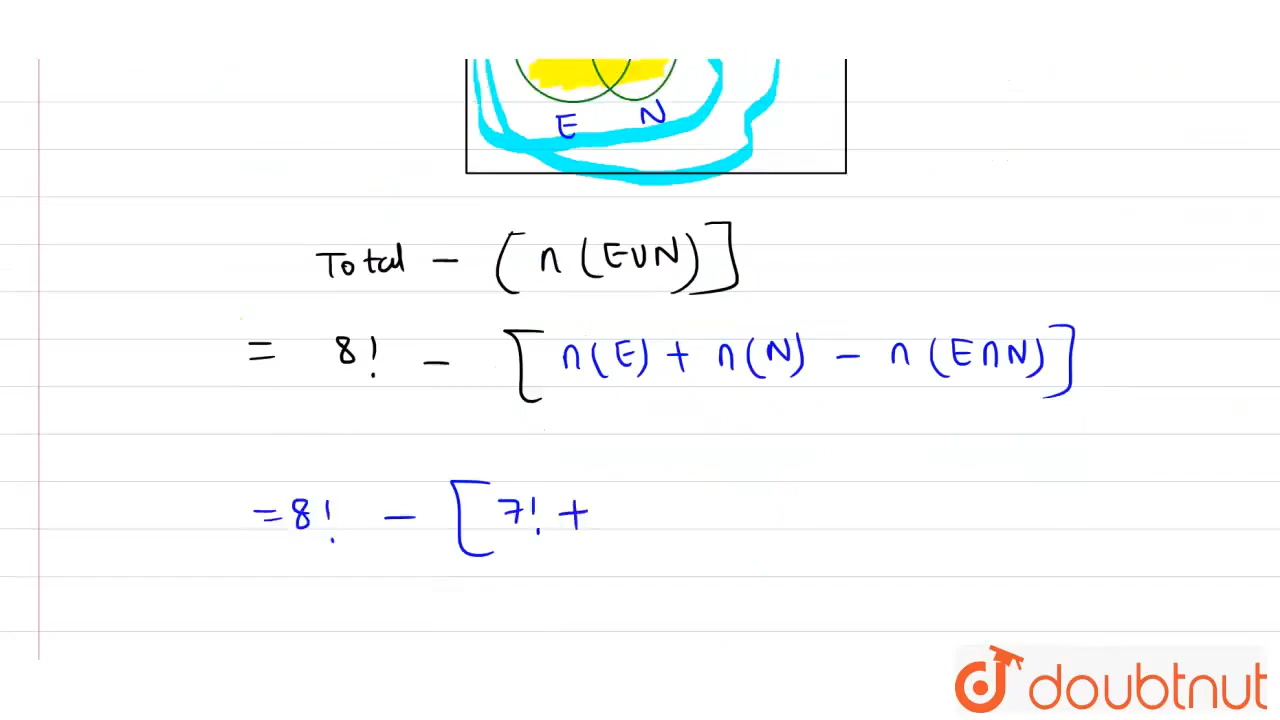 E N
Total - [n (E∪N)]
= 8! - [n(E) + n(N) - n(E∩N)]
= 8! - [7! +
doubtnut